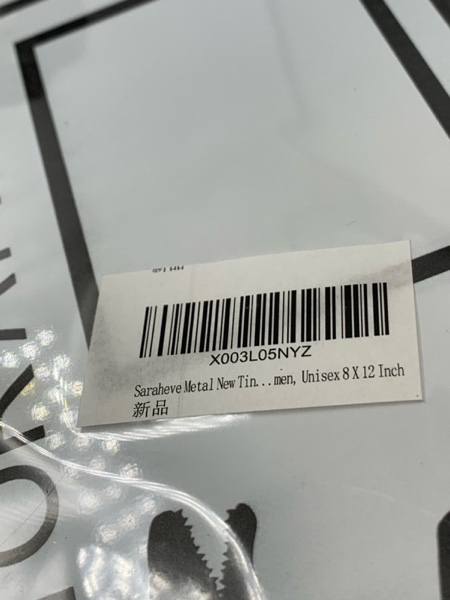 X003L05NYZ
Saraheve Metal New Tin...men, Unisex 8 X 12 Inch
新品